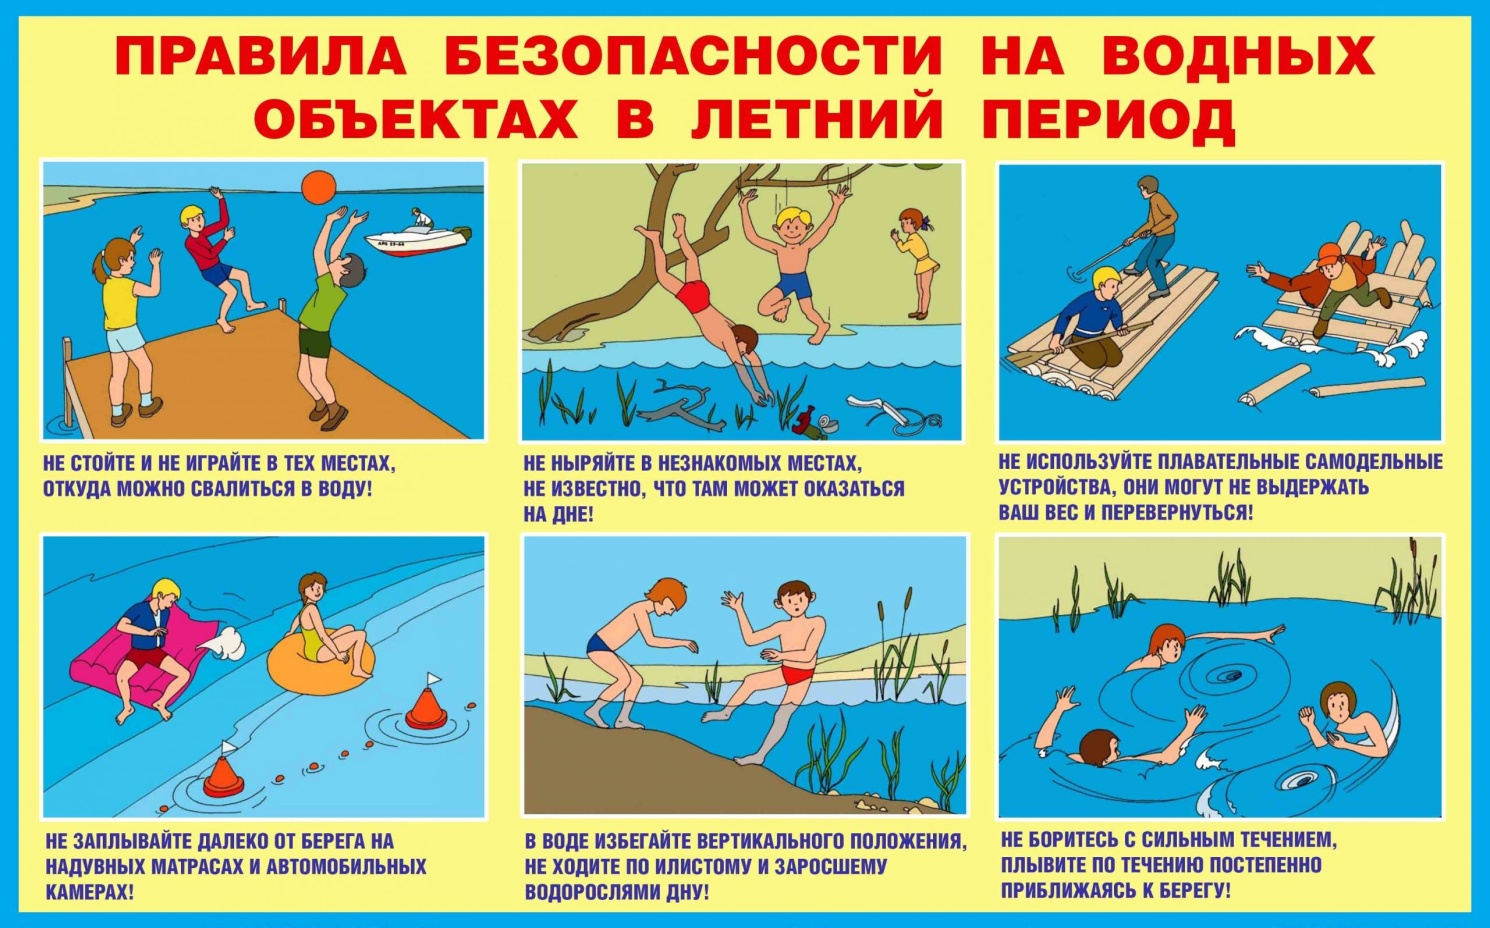 ПРАВИЛА БЕЗОПАСНОСТИ НА ВОДНЫХ
ОБЪЕКТАХ В ЛЕТНИЙ ПЕРИОД
НЕ СТОЙТЕ И НЕ ИГРАЙТЕ В ТЕХ МЕСТАХ,
ОТКУДА МОЖНО СВАЛИТЬСЯ В ВОДУ!
НЕ НЫРЯЙТЕ В НЕЗНАКОМЫХ МЕСТАХ,
НЕ ИЗВЕСТНО, ЧТО ТАМ МОЖЕТ ОКАЗАТЬСЯ
НА ДНЕ!
НЕ ИСПОЛЬЗУЙТЕ ПЛАВАТЕЛЬНЫЕ САМОДЕЛЬНЫЕ
УСТРОЙСТВА, ОНИ МОГУТ НЕ ВЫДЕРЖАТЬ
ВАШ ВЕС И ПЕРЕВЕРНУТЬСЯ!
НЕ ЗАПЛЫВАЙТЕ ДАЛЕКО ОТ БЕРЕГА НА
НАДУВНЫХ МАТРАСАХ И АВТОМОБИЛЬНЫХ
КАМЕРАХ!
В ВОДЕ ИЗБЕГАЙТЕ ВЕРТИКАЛЬНОГО ПОЛОЖЕНИЯ,
НЕ ХОДИТЕ ПО ИЛИСТОМУ И ЗАРОСШЕМУ
ВОДОРОСЛЯМИ ДНУ!
НЕ БОРИТЕСЬ С СИЛЬНЫМ ТЕЧЕНИЕМ,
ПЛЫВИТЕ ПО ТЕЧЕНИЮ ПОСТЕПЕННО
ПРИБЛИЖАЯСЬ К БЕРЕГУ!